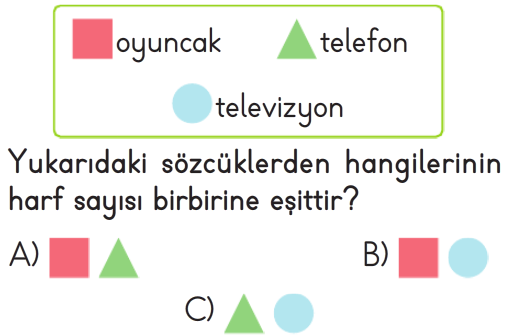 oyuncak telefon
televizyon
Yukarıdaki sözcüklerden hangilerinin
harf sayısı birbirine eşittir?
A) B)
C)